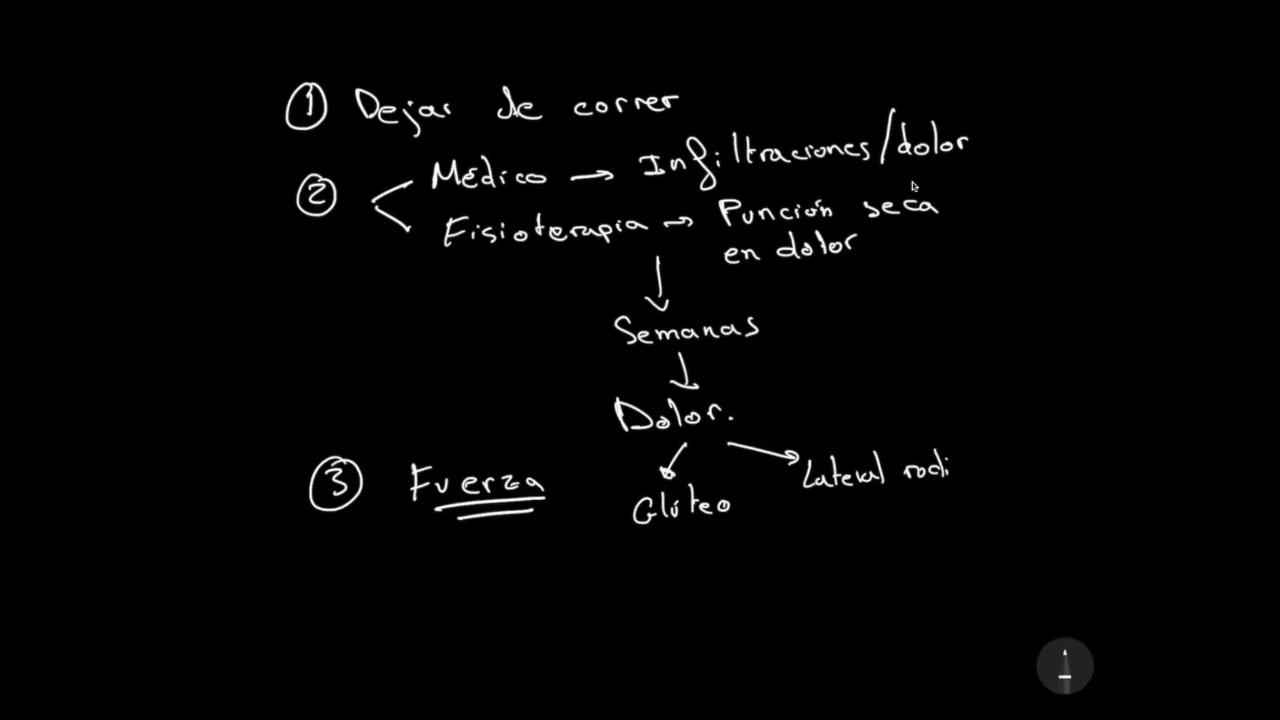 ① Dejar de correr
② Médico → Infiltraciones/dolor
Fisioterapia → Punción seca
en dolor
Semanas
Dolor.
③ Fuerza
Glúteo
Lateral rodi